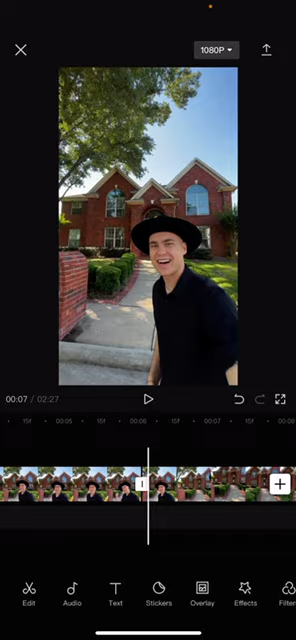 1080P
00:07 / 02:27
15f 00:05 15f 00:06 15f 00:07 15f 00:08
Edit Audio Text Stickers Overlay Effects Filter